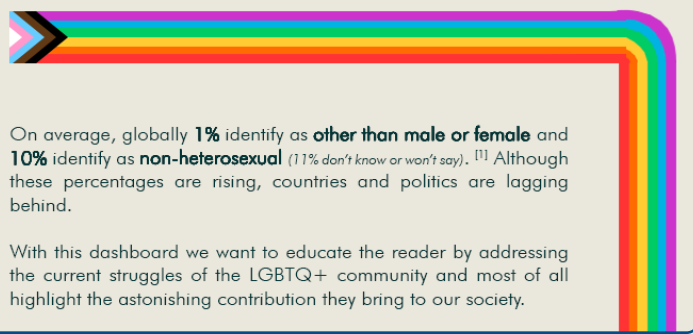 On average, globally 1% identify as other than male or female and
10% identify as non-heterosexual (11% don't know or won't say). [1] Although
these percentages are rising, countries and politics are lagging
behind.
With this dashboard we want to educate the reader by addressing
the current struggles of the LGBTQ+ community and most of all
highlight the astonishing contribution they bring to our society.